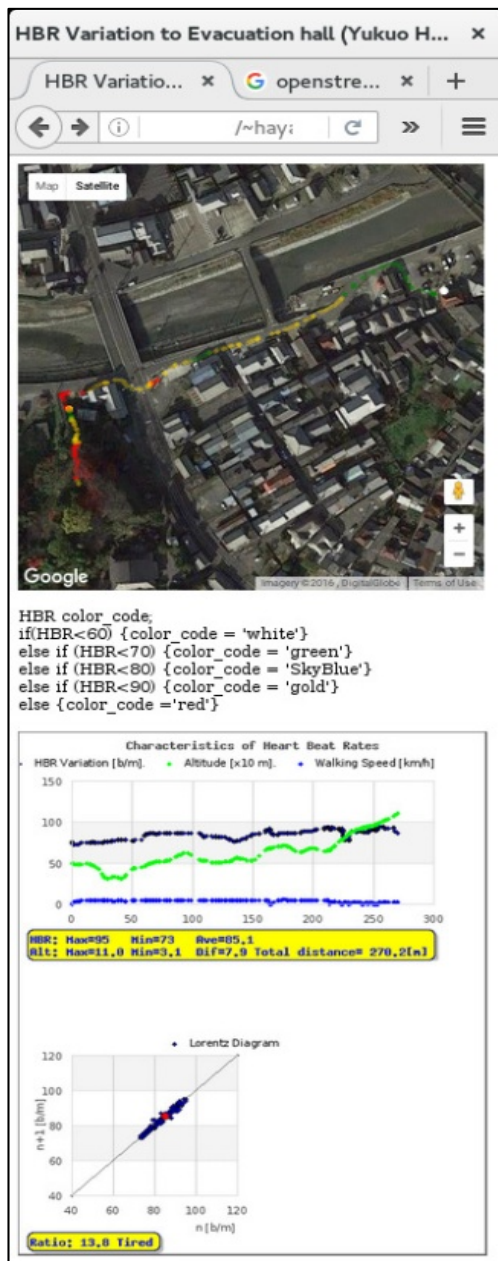 HBR Variation to Evacuation hall (Yukuo H... ×
HBR Variatio... × G openstre... × +
/~haya
Map Satellite
Google
Imagery ©2016 , DigitalGlobe Terms of Use
HBR color_code;
if(HBR<60) {color_code = 'white'}
else if (HBR<70) {color_code = 'green'}
else if (HBR<80) {color_code = 'SkyBlue'}
else if (HBR<90) {color_code = 'gold'}
else {color_code ='red'}
Characteristics of Heart Beat Rates
HBR Variation [b/m]. Altitude [x10 m]. Walking Speed [km/h]
150
100
50
0
0 50 100 150 200 250 300
HBR; Max=95 Min=73 Ave=85.1
Alt; Max=11.0 Min=3.1 Dif=7.9 Total distance= 270.2[m]
Lorentz Diagram
120
100
80
60
40
n+1 [b/m]
40 60 80 100 120
n [b/m]
Ratio; 13.8 Tired